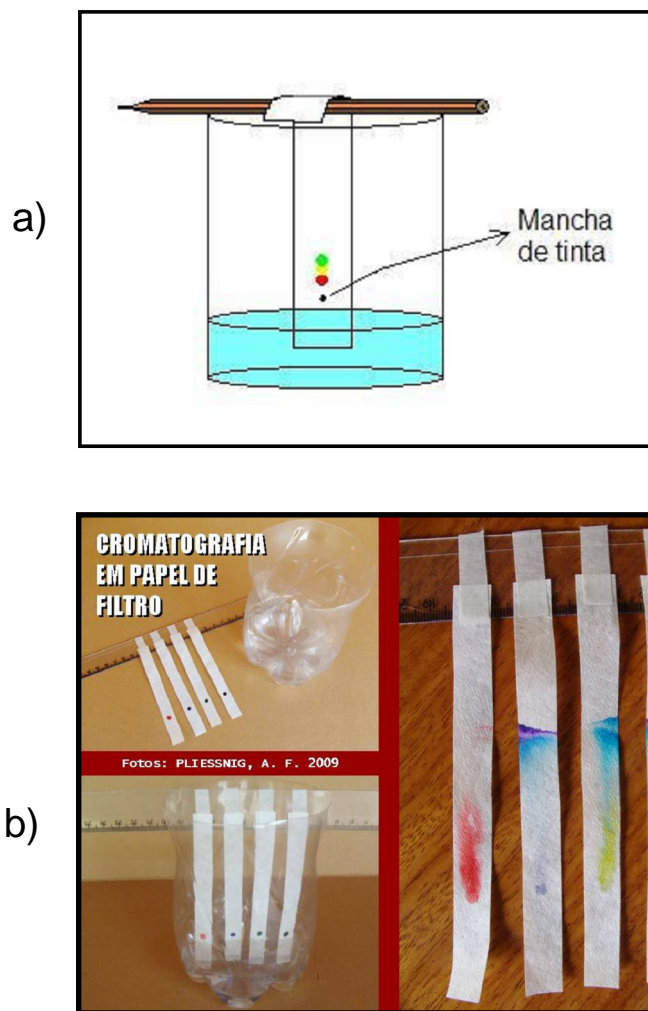 a)
Mancha
de tinta
b)
CROMATOGRAFIA
EM PAPEL DE
FILTRO
Fotos: PLIESSNIG, A. F. 2009